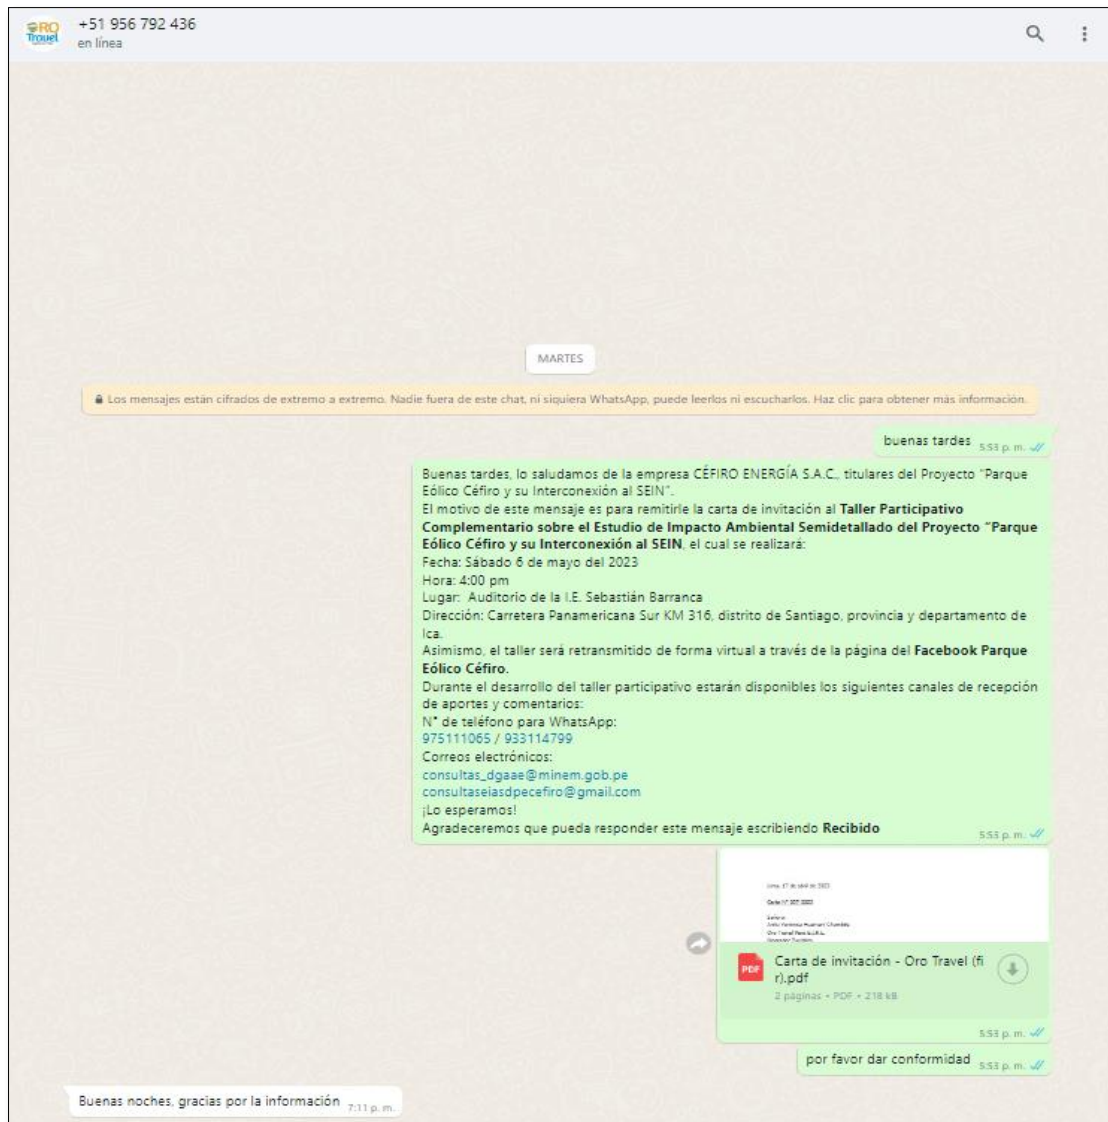 ORO
Travel
+51 956 792 436
en línea
MARTES
Los mensajes están cifrados de extremo a extremo. Nadie fuera de este chat, ni siquiera WhatsApp, puede leerlos ni escucharlos. Haz clic para obtener más información.
buenas tardes 5:53 p. m.
Buenas tardes, lo saludamos de la empresa CÉFIRO ENERGÍA S.A.C., titulares del Proyecto "Parque
Eólico Céfiro y su Interconexión al SEIN".
El motivo de este mensaje es para remitirle la carta de invitación al Taller Participativo
Complementario sobre el Estudio de Impacto Ambiental Semidetallado del Proyecto "Parque
Eólico Céfiro y su Interconexión al SEIN, el cual se realizará:
Fecha: Sábado 6 de mayo del 2023
Hora: 4:00 pm
Lugar: Auditorio de la I.E. Sebastián Barranca
Dirección: Carretera Panamericana Sur KM 316, distrito de Santiago, provincia y departamento de
Ica.
Asimismo, el taller será retransmitido de forma virtual a través de la página del Facebook Parque
Eólico Céfiro.
Durante el desarrollo del taller participativo estarán disponibles los siguientes canales de recepción
de aportes y comentarios:
N° de teléfono para WhatsApp:
975111065 / 933114799
Correos electrónicos:
consultas_dgaae@minem.gob.pe
consultaseiasdpecefiro@gmail.com
¡Lo esperamos!
Agradeceremos que pueda responder este mensaje escribiendo Recibido 5:53 p. m.
PDF
Carta de invitación - Oro Travel (fi
r).pdf
2 páginas • PDF • 218 kB
5:53 p. m.
por favor dar conformidad 5:53 p. m.
Buenas noches, gracias por la información 7:11 p. m.